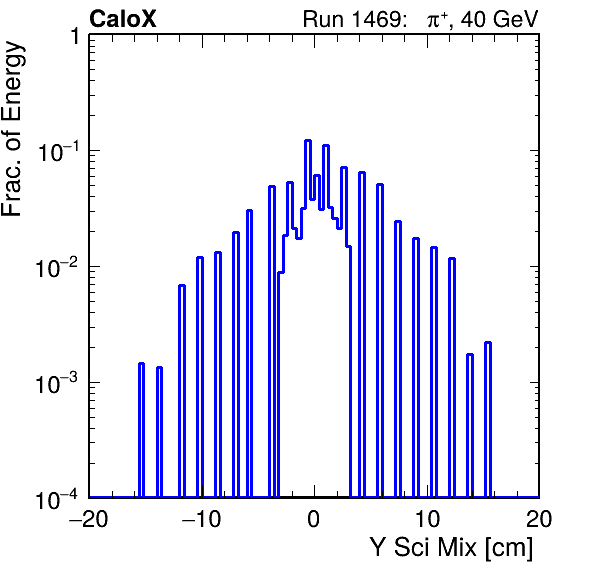 CaloX Run 1469: π⁺, 40 GeV
Frac. of Energy
1
10⁻¹
10⁻²
10⁻³
10⁻⁴
−20 −10 0 10 20
Y Sci Mix [cm]